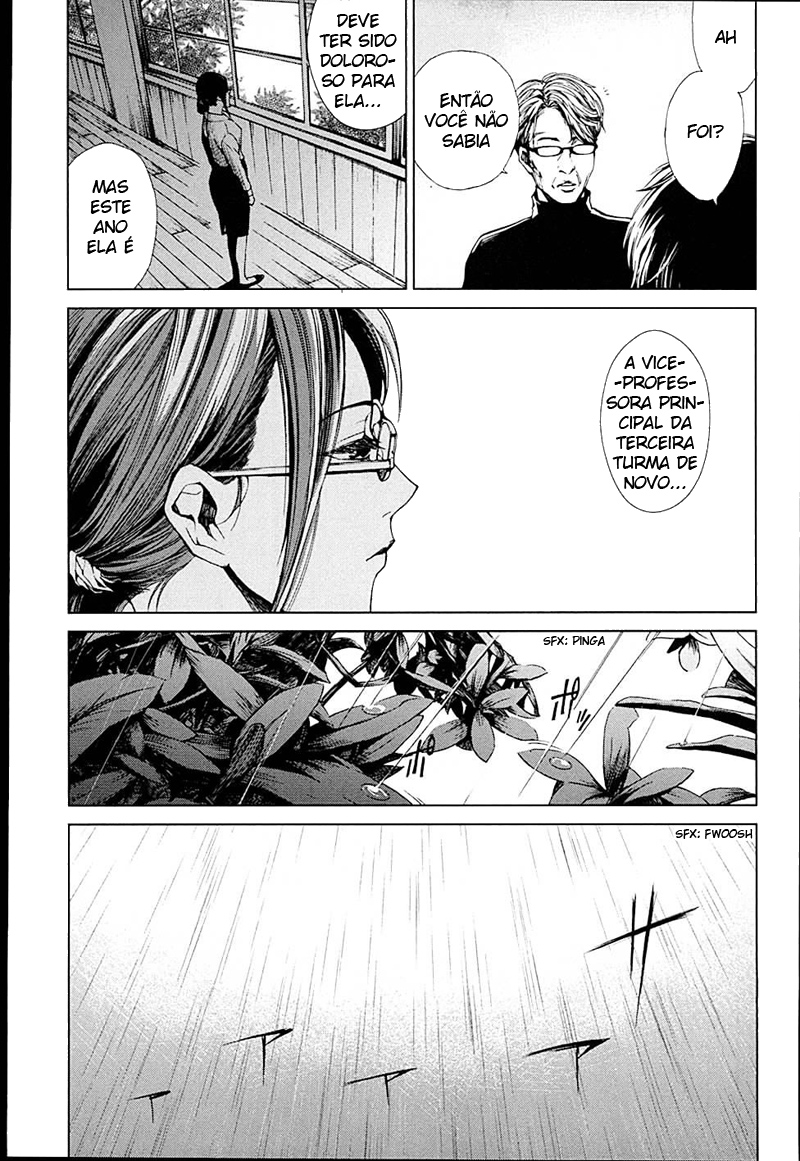 AH
FOI?
ENTÃO
VOCÊ NÃO
SABIA
DEVE
TER SIDO
DOLORO-
SO PARA
ELA...
MAS
ESTE
ANO
ELA É
A VICE-
-PROFES-
SORA PRIN-
CIPAL DA
TERCEIRA
TURMA DE
NOVO...
SFX: PINGA
SFX: FWOOSH